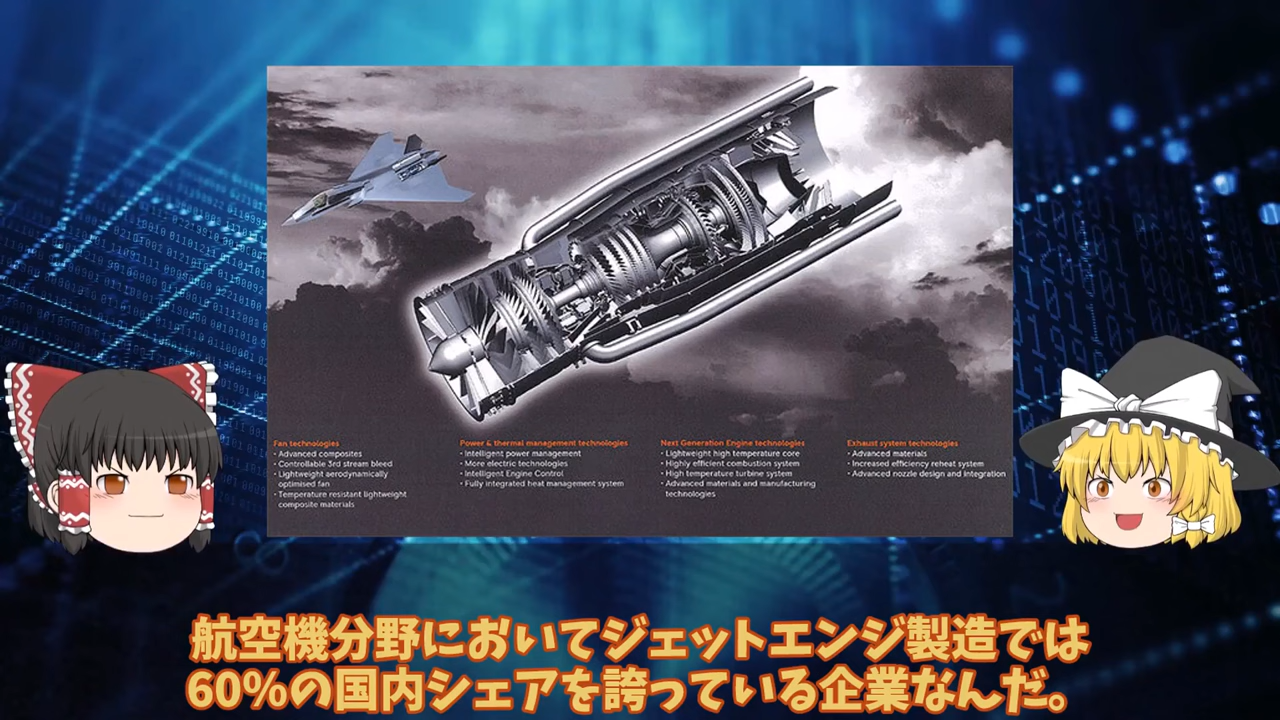 Fan technologies
• Advanced composites
• Controllable 3rd stream bleed
• Lightweight aerodynamically
optimised fan
• Temperature resistant lightweight
composite materials
Power & thermal management technologies
• Intelligent power management
• More electric technologies
• Intelligent Engine Control
• Fully integrated heat management system
Next Generation Engine technologies
• Lightweight high temperature core
• Highly efficient combustion system
• High temperature turbine system
• Advanced materials and manufacturing
technologies
Exhaust system technologies
• Advanced materials
• Increased efficiency reheat system
• Advanced nozzle design and Integration
航空機分野においてジェットエンジン製造では
60%の国内シェアを誇っている企業なんだ。